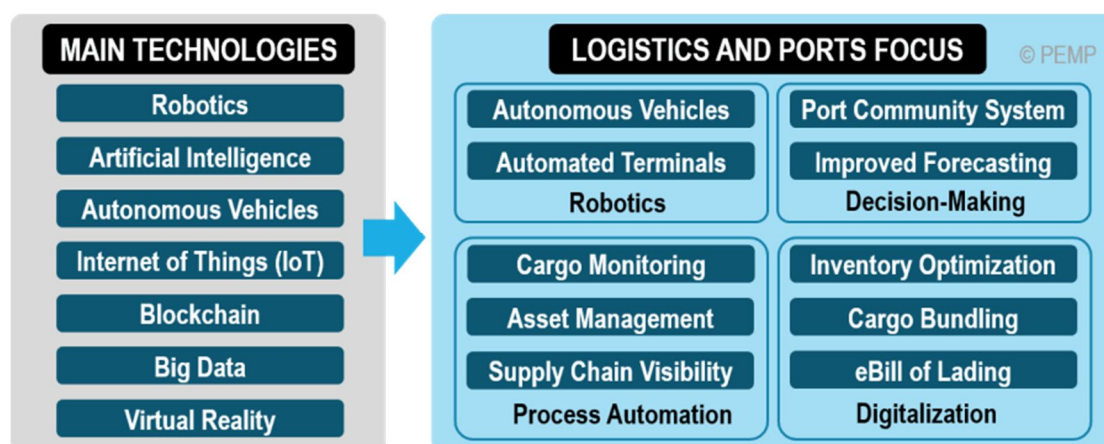 MAIN TECHNOLOGIES
Robotics
Artificial Intelligence
Autonomous Vehicles
Internet of Things (IoT)
Blockchain
Big Data
Virtual Reality
LOGISTICS AND PORTS FOCUS
© PEMP
Autonomous Vehicles
Automated Terminals
Robotics
Port Community System
Improved Forecasting
Decision-Making
Cargo Monitoring
Asset Management
Supply Chain Visibility
Process Automation
Inventory Optimization
Cargo Bundling
eBill of Lading
Digitalization